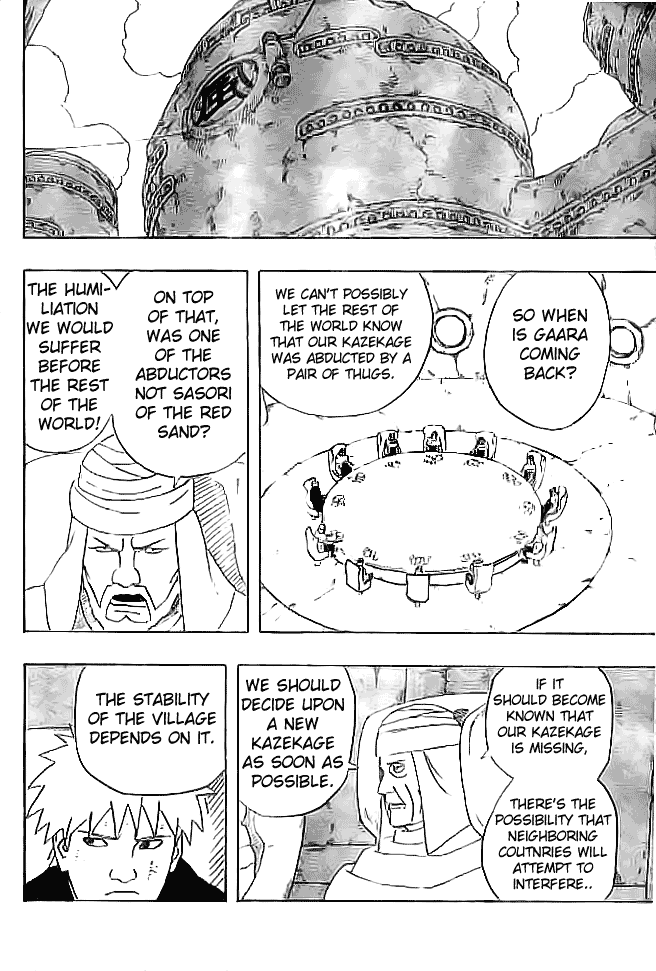 SO WHEN
IS GAARA
COMING
BACK?
WE CAN'T POSSIBLY
LET THE REST OF
THE WORLD KNOW
THAT OUR KAZEKAGE
WAS ABDUCTED BY A
PAIR OF THUGS.
ON TOP
OF THAT,
WAS ONE
OF THE
ABDUCTORS
NOT SASORI
OF THE RED
SAND?
THE HUMI-
LIATION
WE WOULD
SUFFER
BEFORE
THE REST
OF THE
WORLD!
IF IT
SHOULD BECOME
KNOWN THAT
OUR KAZEKAGE
IS MISSING,
THERE'S THE
POSSIBILITY THAT
NEIGHBORING
COUTNRIES WILL
ATTEMPT TO
INTERFERE..
WE SHOULD
DECIDE UPON
A NEW
KAZEKAGE
AS SOON AS
POSSIBLE.
THE STABILITY
OF THE VILLAGE
DEPENDS ON IT.